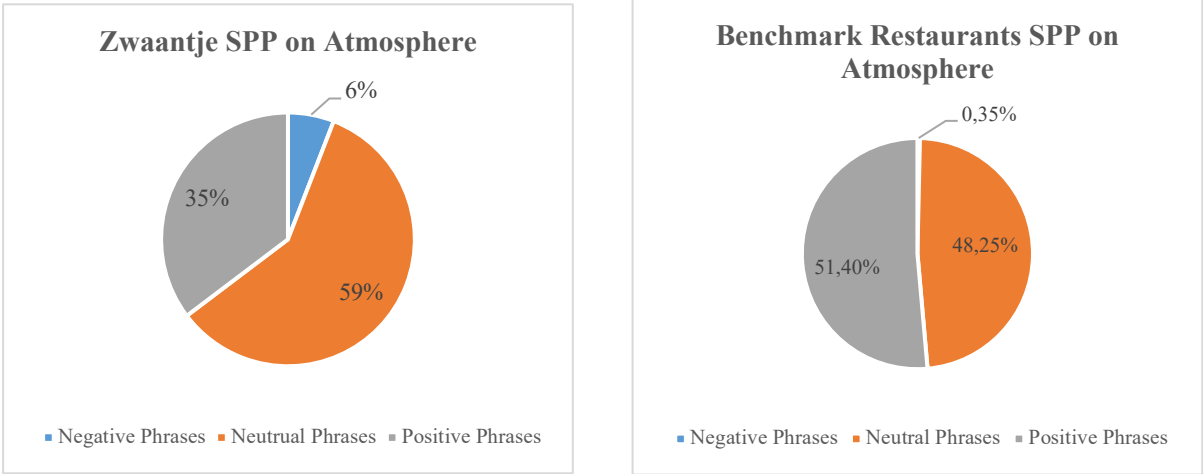 Zwaantje SPP on Atmosphere
6%
35%
59%
Negative Phrases Neutrual Phrases Positive Phrases
Benchmark Restaurants SPP on
Atmosphere
0,35%
48,25%
51,40%
Negative Phrases Neutral Phrases Positive Phrases